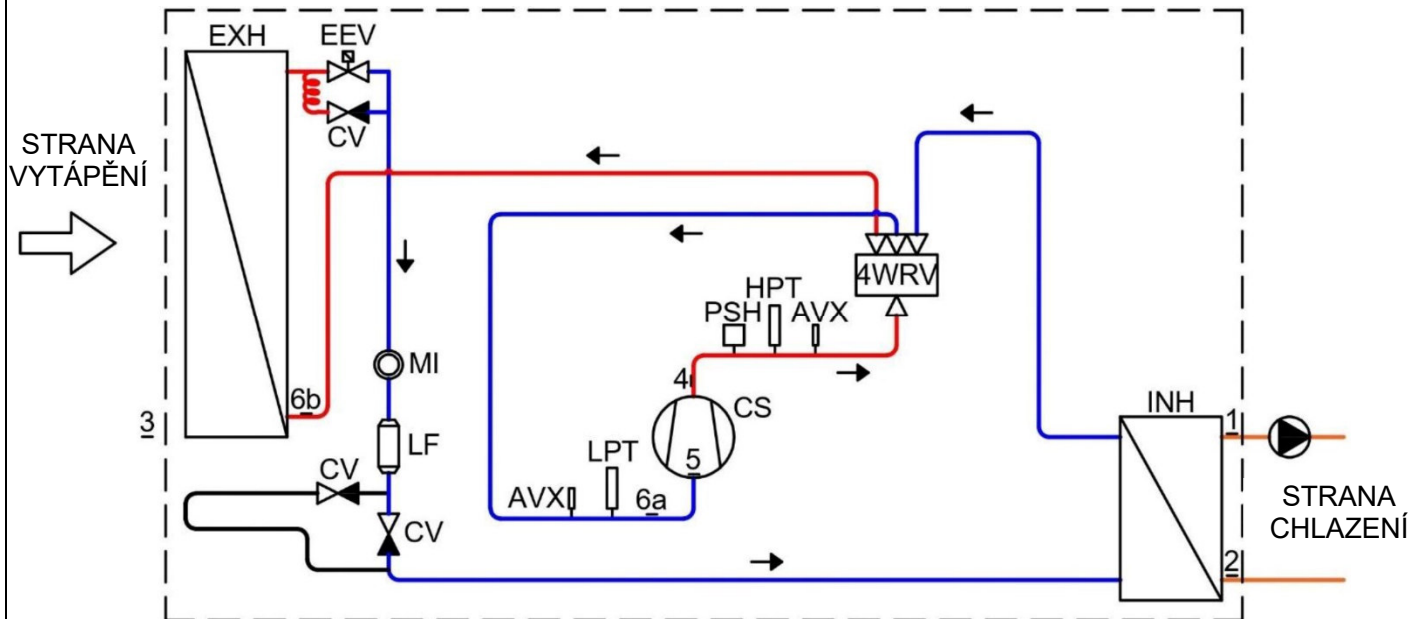 EXH
EEV
CV
STRANA
VYTÁPĚNÍ
4WRV
HPT
PSH
AVX
MI
4
CS
INH
6b
3
1
LF
LPT
5
CV
AVX
6a
STRANA
CHLAZENÍ
CV
2